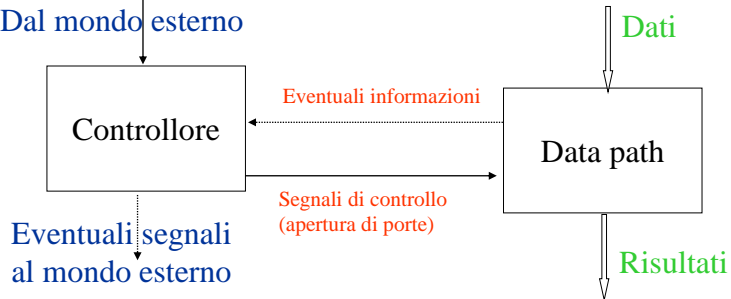 Dal mondo esterno
Dati
Eventuali informazioni
Controllore
Data path
Segnali di controllo
(apertura di porte)
Eventuali segnali
al mondo esterno
Risultati